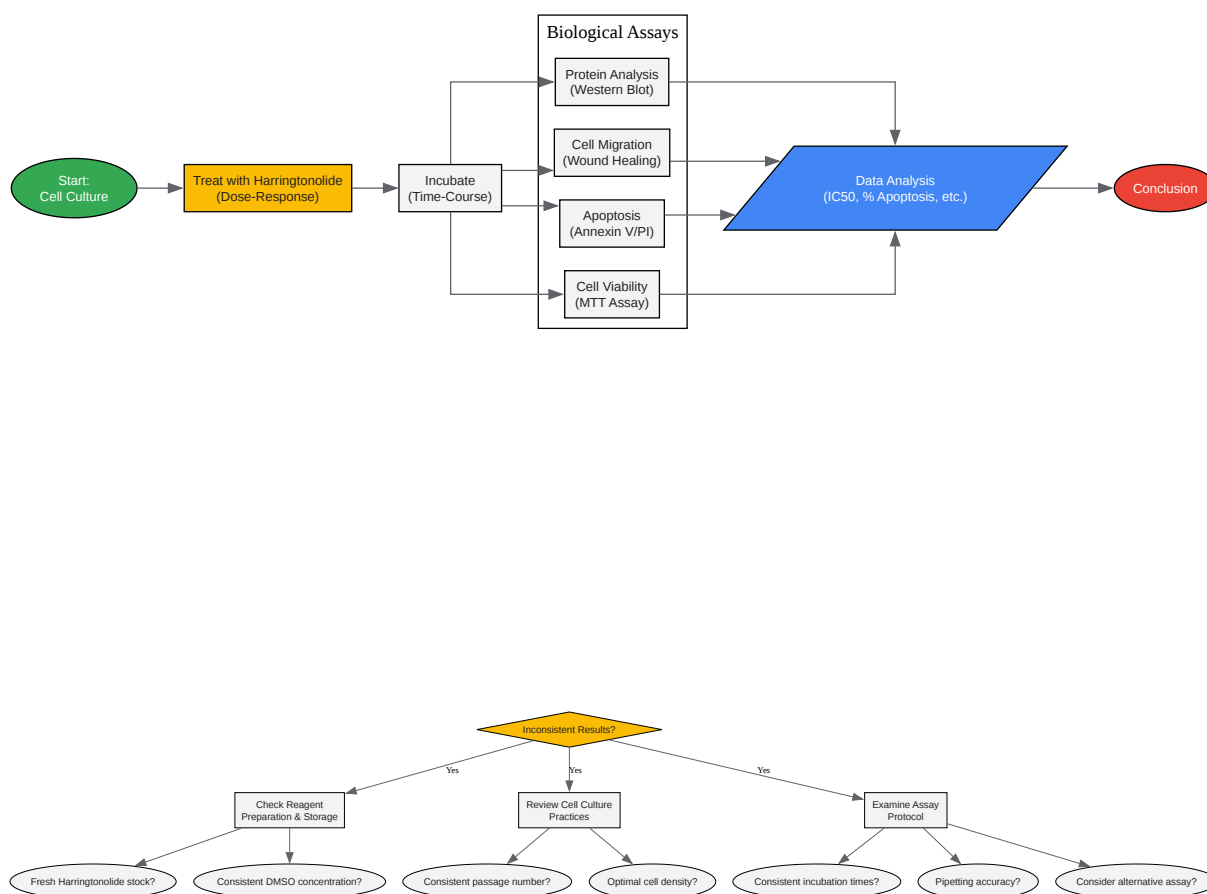 Biological Assays
Protein Analysis
(Western Blot)
Cell Migration
(Wound Healing)
Start:
Cell Culture
Treat with Harringtonolide
(Dose-Response)
Incubate
(Time-Course)
Data Analysis
(IC50, % Apoptosis, etc.)
Conclusion
Apoptosis
(Annexin V/PI)
Cell Viability
(MTT Assay)
Inconsistent Results?
Yes
Yes
Yes
Check Reagent
Preparation & Storage
Review Cell Culture
Practices
Examine Assay
Protocol
Fresh Harringtonolide stock?
Consistent DMSO concentration?
Consistent passage number?
Optimal cell density?
Consistent incubation times?
Pipetting accuracy?
Consider alternative assay?